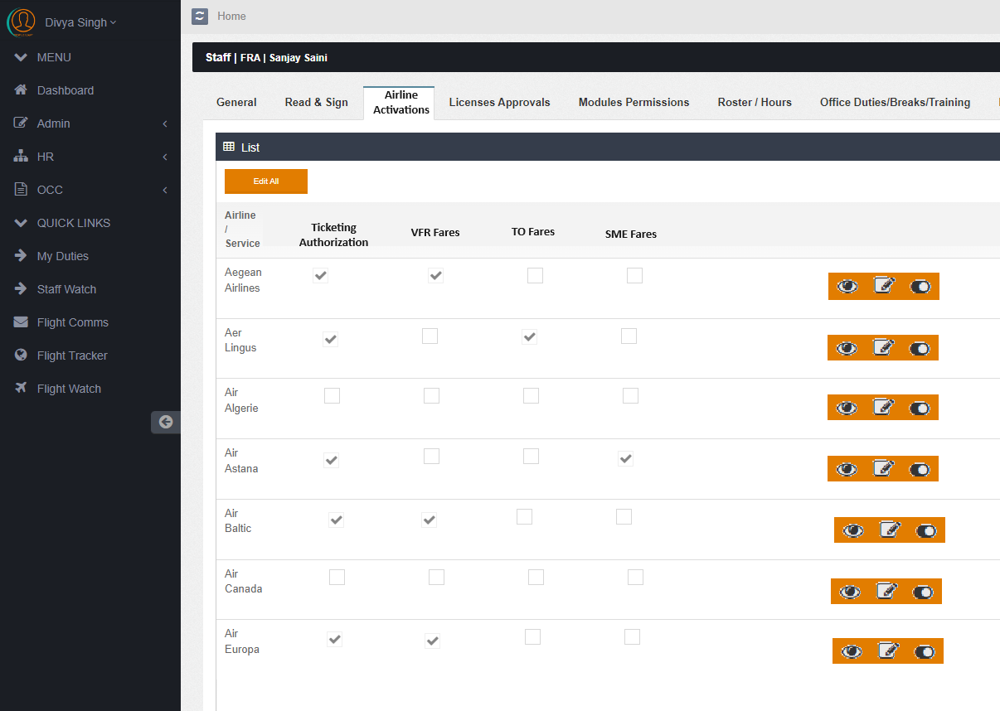 Divya Singh
MENU
Dashboard
Admin
HR
OCC
QUICK LINKS
My Duties
Staff Watch
Flight Comms
Flight Tracker
Flight Watch
Home
Staff | FRA | Sanjay Saini
General
Read & Sign
Airline
Activations
Licenses Approvals
Modules Permissions
Roster / Hours
Office Duties/Breaks/Training
List
Edit All
Airline
/
Service
Ticketing
Authorization
VFR Fares
TO Fares
SME Fares
Aegean
Airlines
Aer
Lingus
Air
Algerie
Air
Astana
Air
Baltic
Air
Canada
Air
Europa